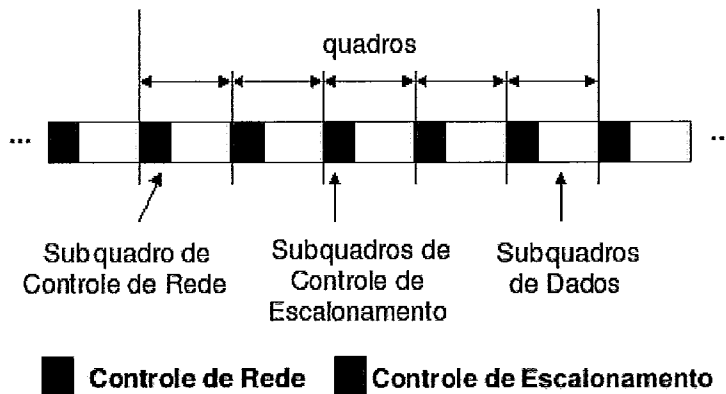 quadros
... ..
Subquadro de Controle de Rede
Subquadros de Controle de Escalonamento
Subquadros de Dados
Controle de Rede Controle de Escalonamento